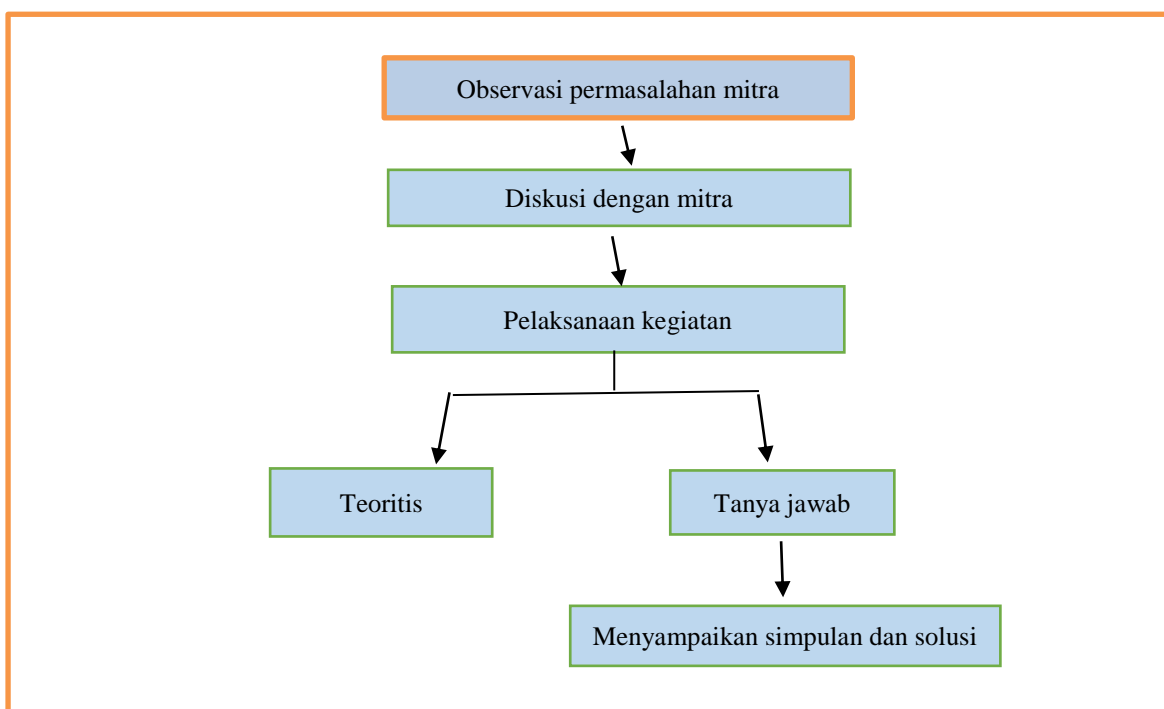 Observasi permasalahan mitra
Diskusi dengan mitra
Pelaksanaan kegiatan
Teoritis
Tanya jawab
Menyampaikan simpulan dan solusi